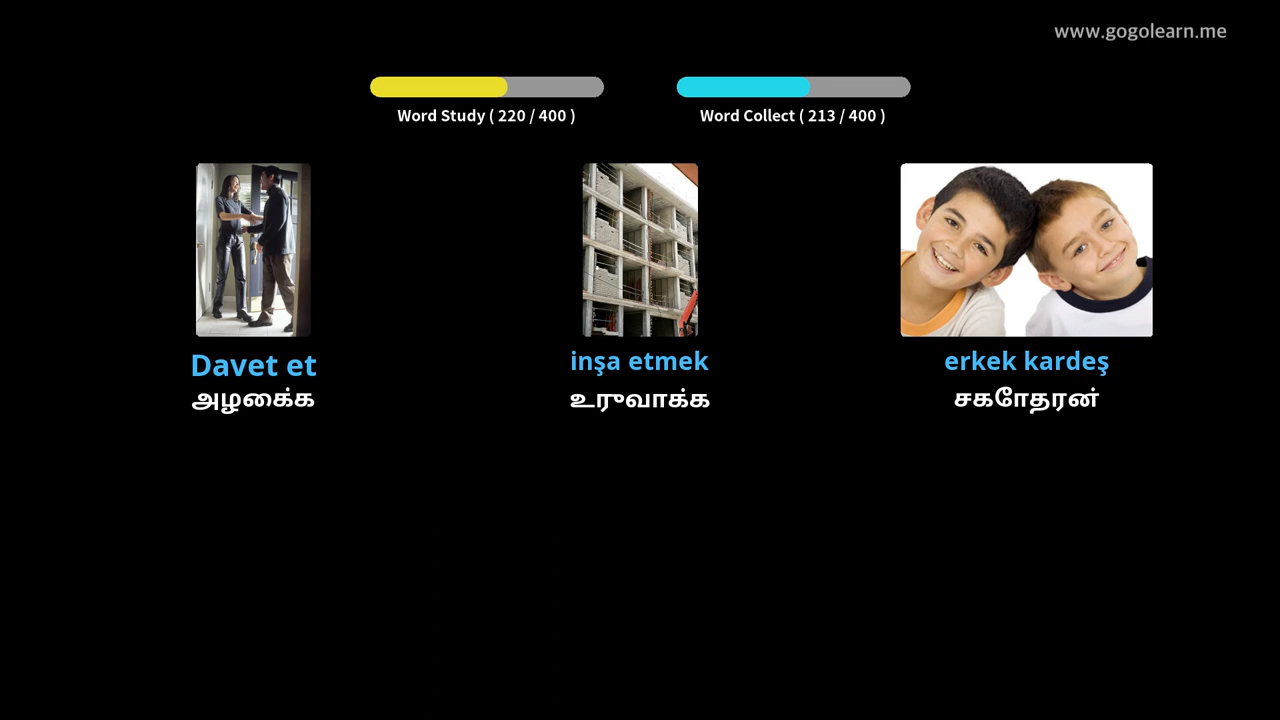 www.gogolearn.me
Word Study ( 220 / 400 )
Word Collect ( 213 / 400 )
Davet et
அழைக்க
inşa etmek
உருவாக்க
erkek kardeş
சகோதரன்